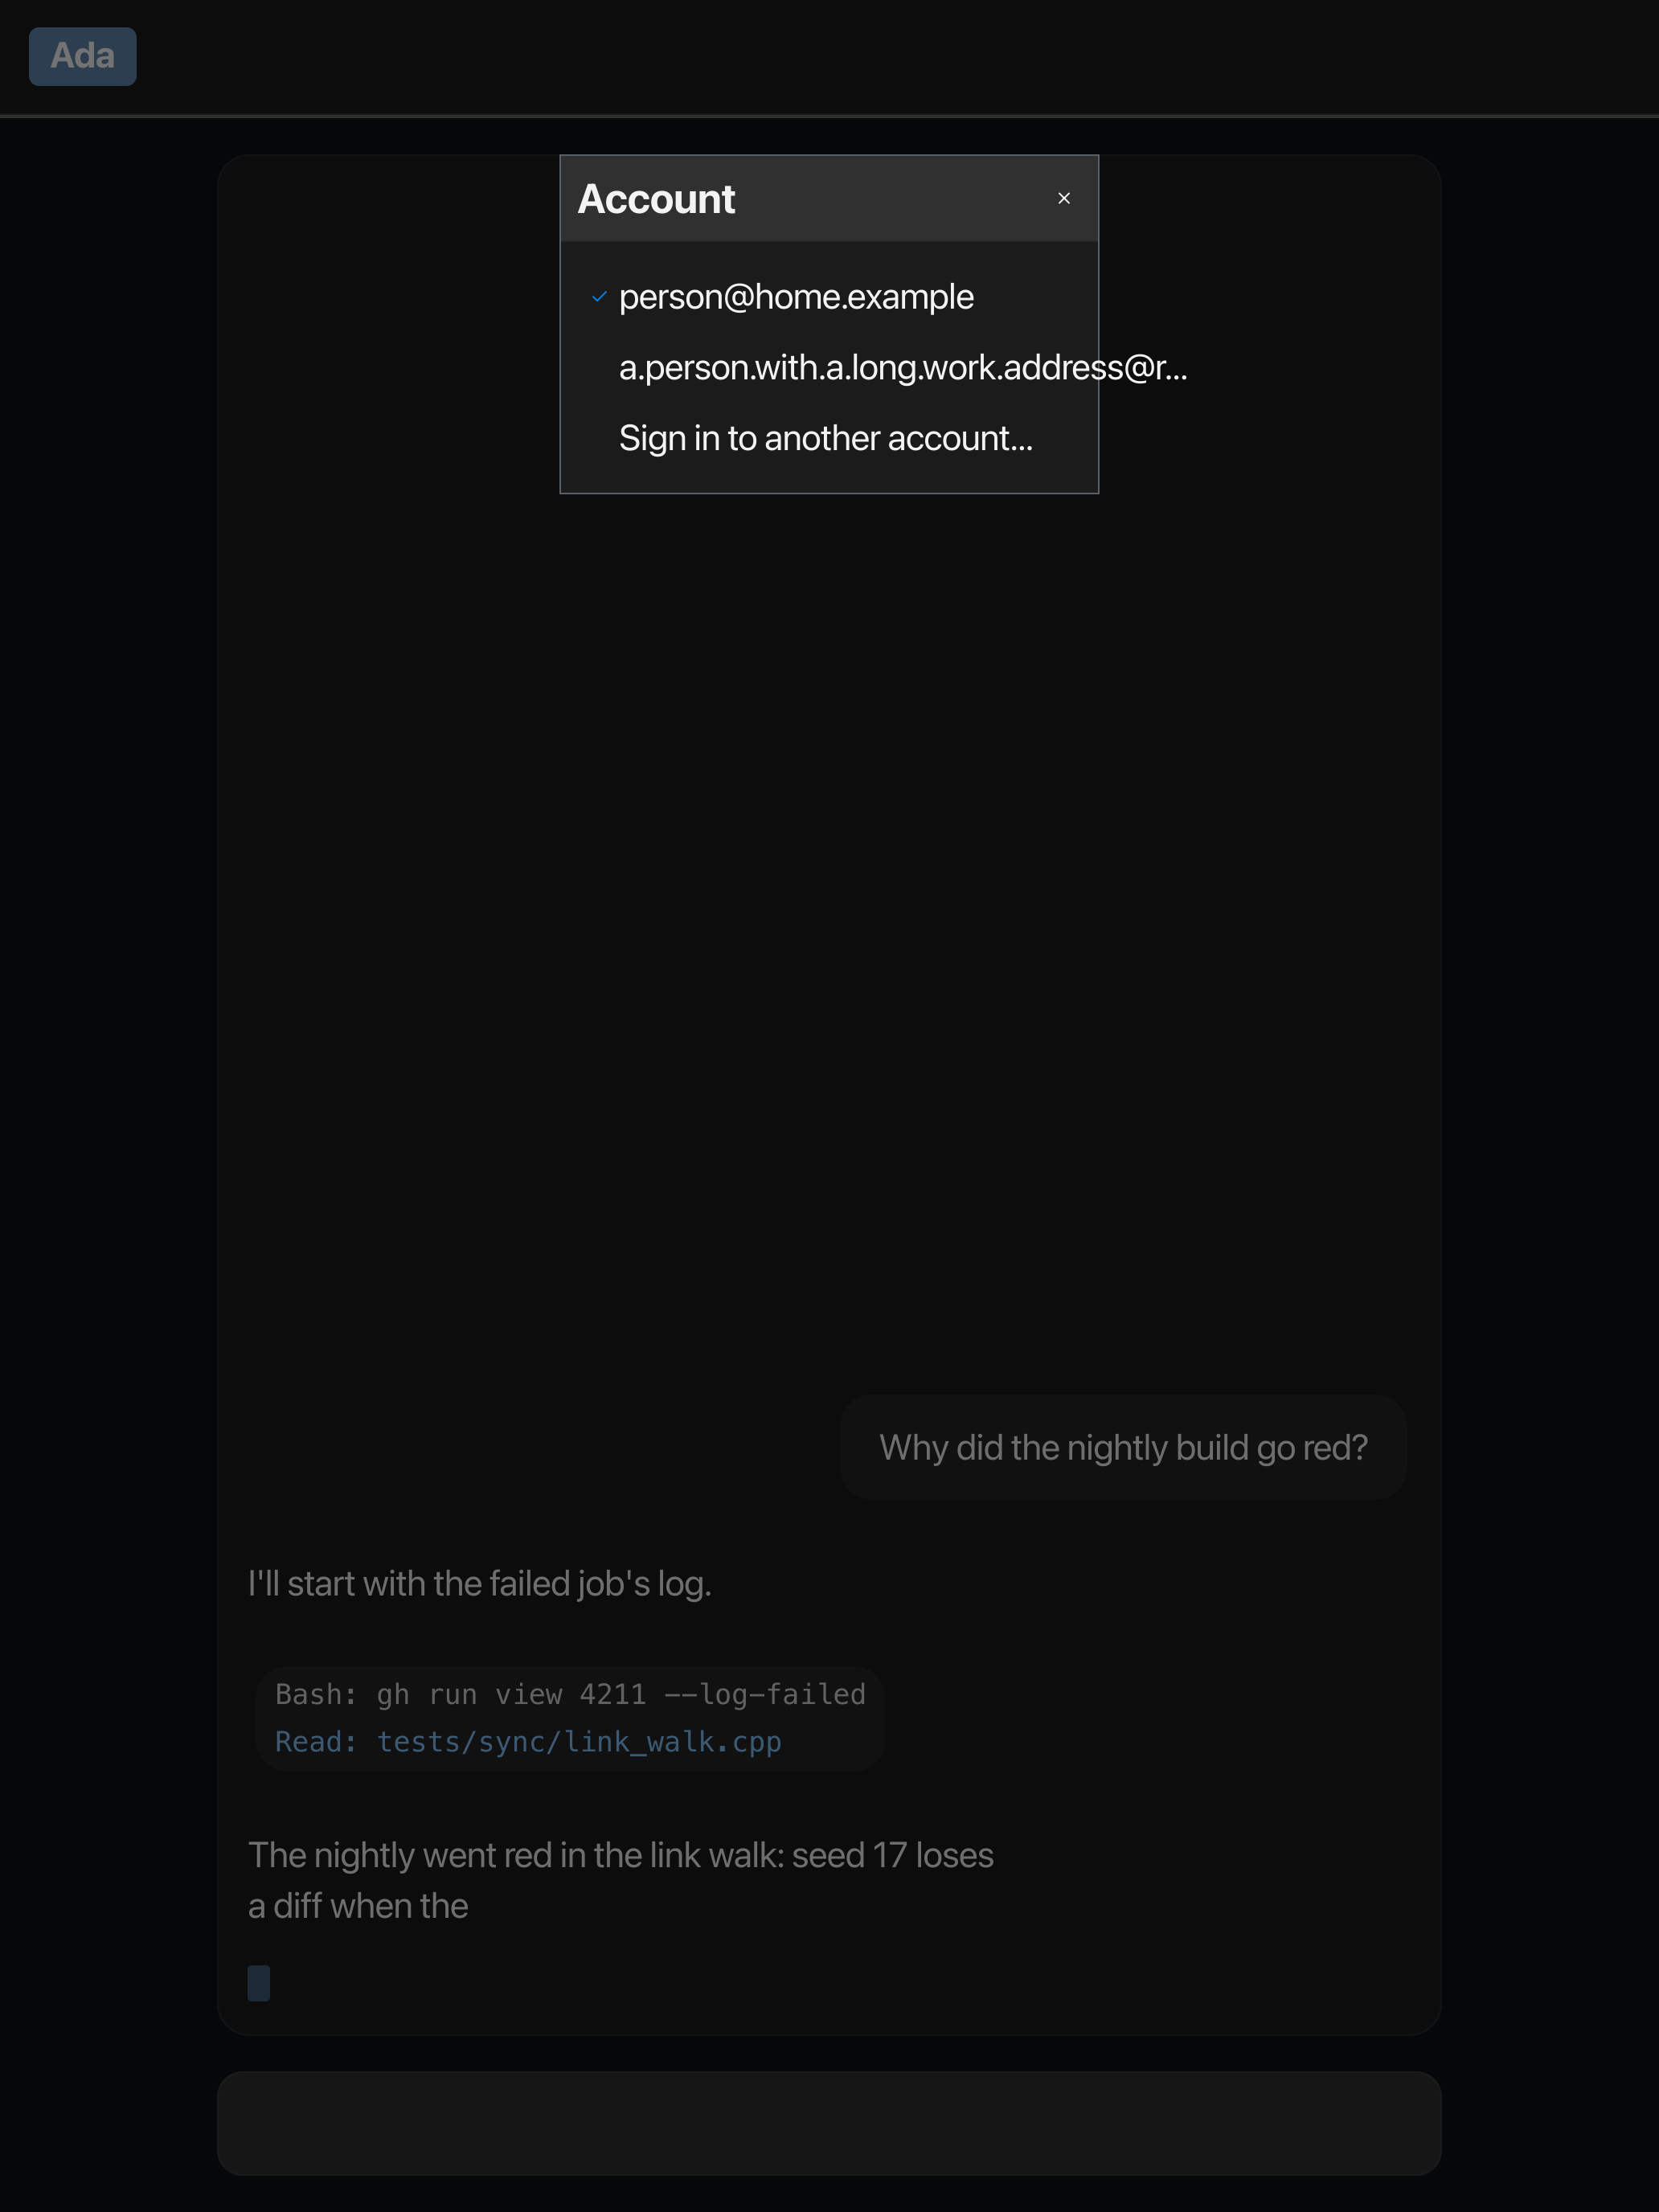 Ada
Account
×
✓ person@home.example
a.person.with.a.long.work.address@r...
Sign in to another account...
Why did the nightly build go red?
I'll start with the failed job's log.
Bash: gh run view 4211 --log-failed
Read: tests/sync/link_walk.cpp
The nightly went red in the link walk: seed 17 loses
a diff when the